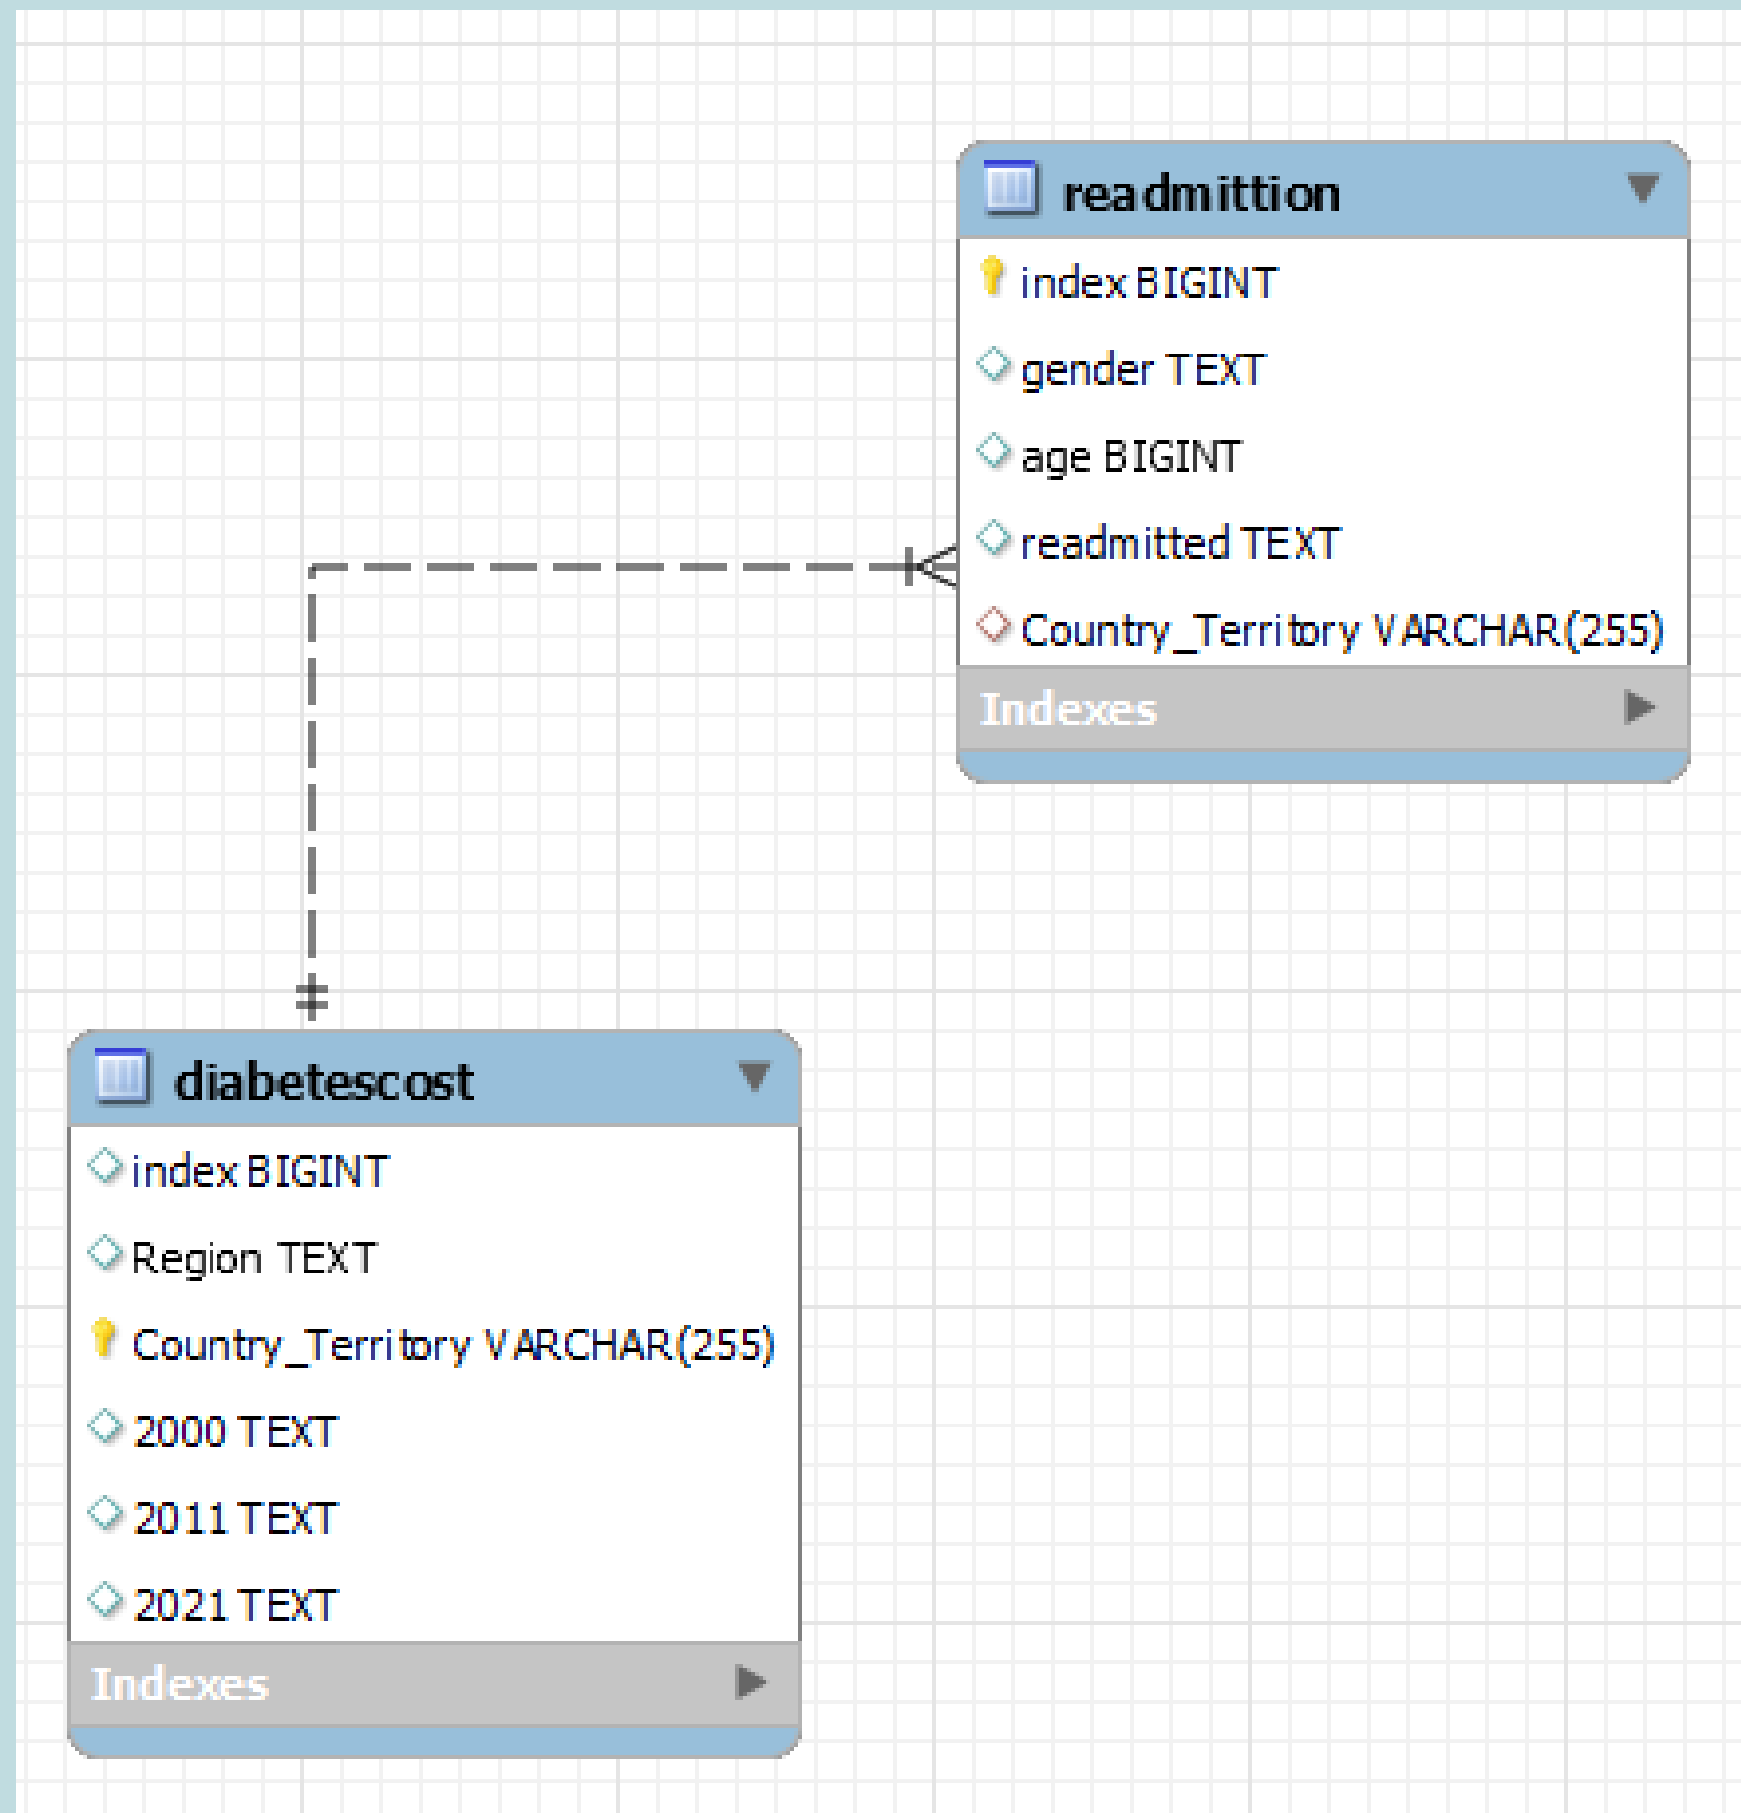 readmittion
index BIGINT
gender TEXT
age BIGINT
readmitted TEXT
Country_Territory VARCHAR(255)
Indexes
diabetescost
index BIGINT
Region TEXT
Country_Territory VARCHAR(255)
2000 TEXT
2011 TEXT
2021 TEXT
Indexes